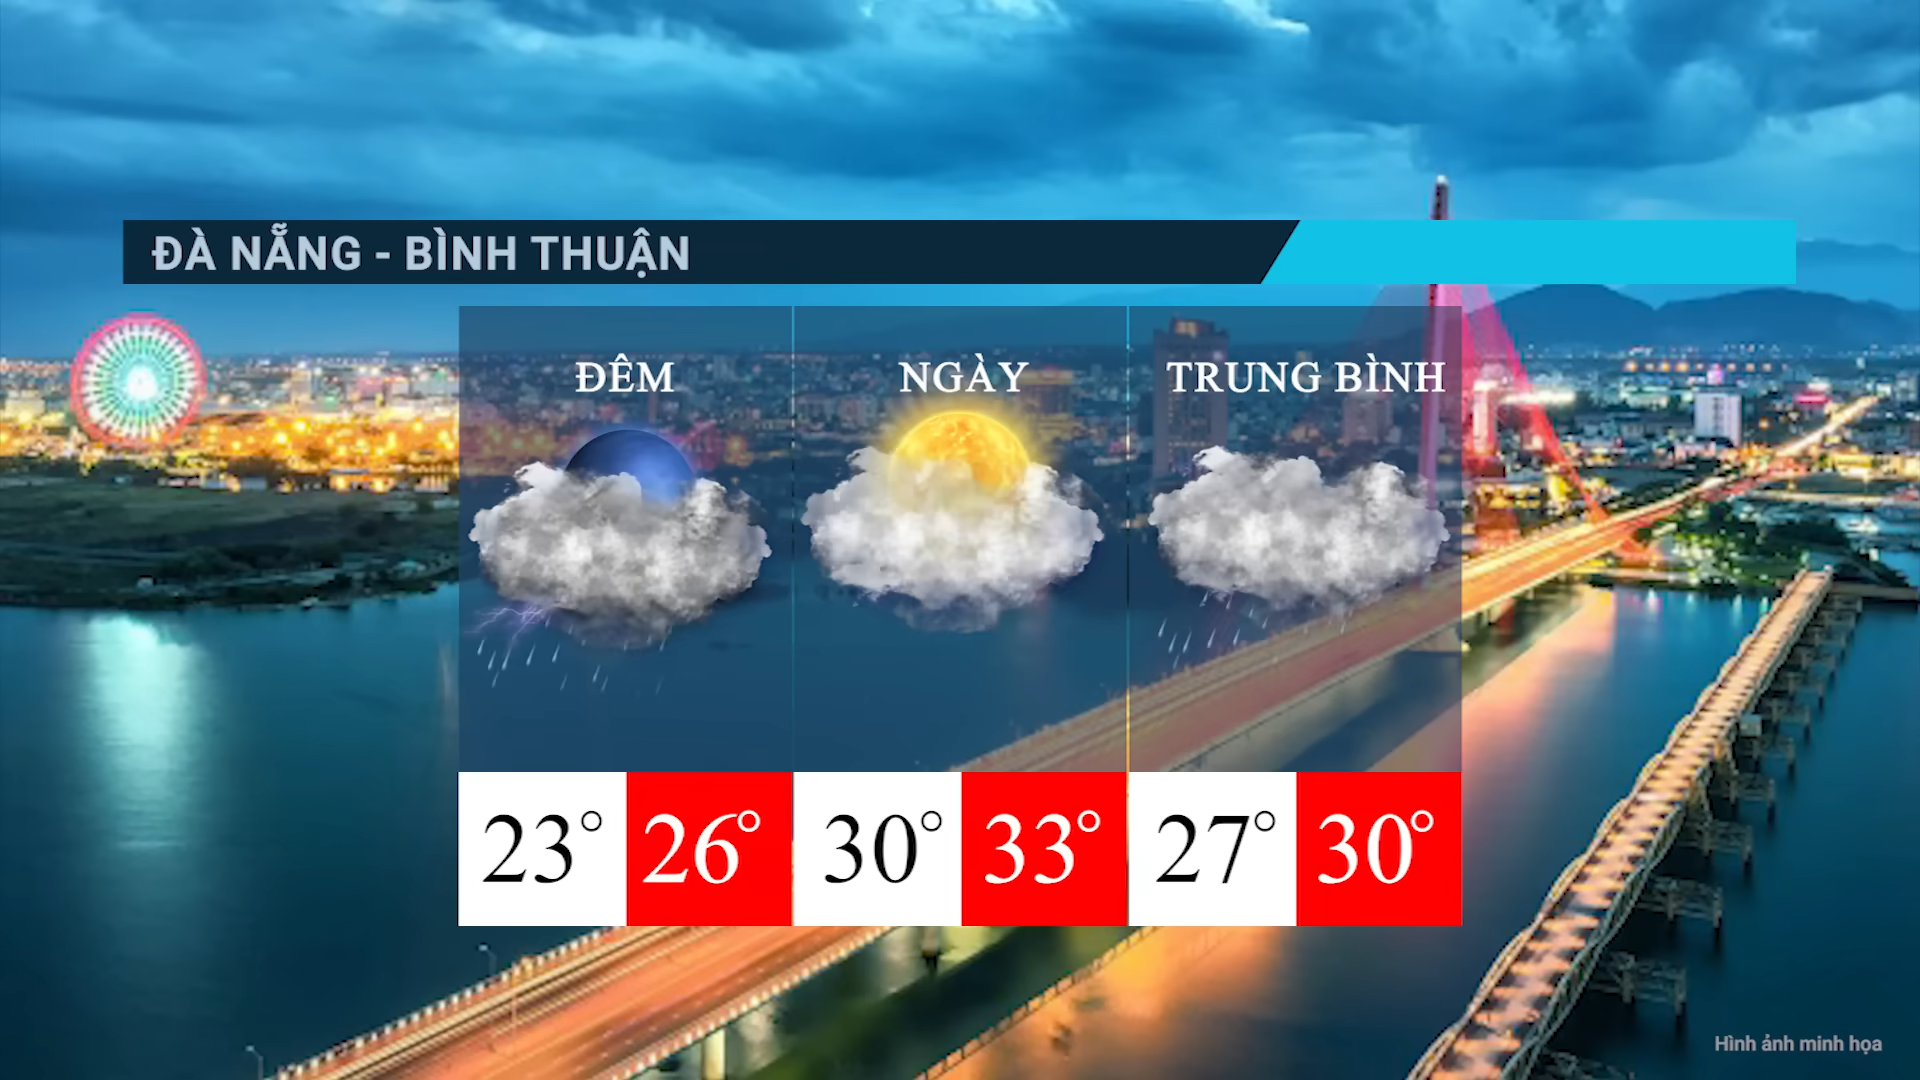 ĐÀ NẴNG - BÌNH THUẬN
ĐÊM
NGÀY
TRUNG BÌNH
23° 26° 30° 33° 27° 30°
Hình ảnh minh họa